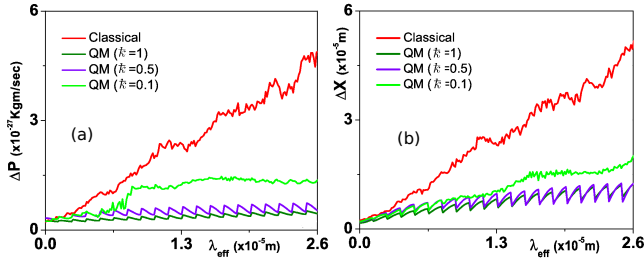 6
3
0
ΔP (x10⁻²⁷ Kgm/sec)
Classical
QM (ħ=1)
QM (ħ=0.5)
QM (ħ=0.1)
(a)
0.0 1.3 2.6
λeff (x10⁻⁵m)
6
3
0
ΔX (x10⁻⁵m)
Classical
QM (ħ=1)
QM (ħ=0.5)
QM (ħ=0.1)
(b)
0.0 1.3 2.6
λeff (x10⁻⁵m)